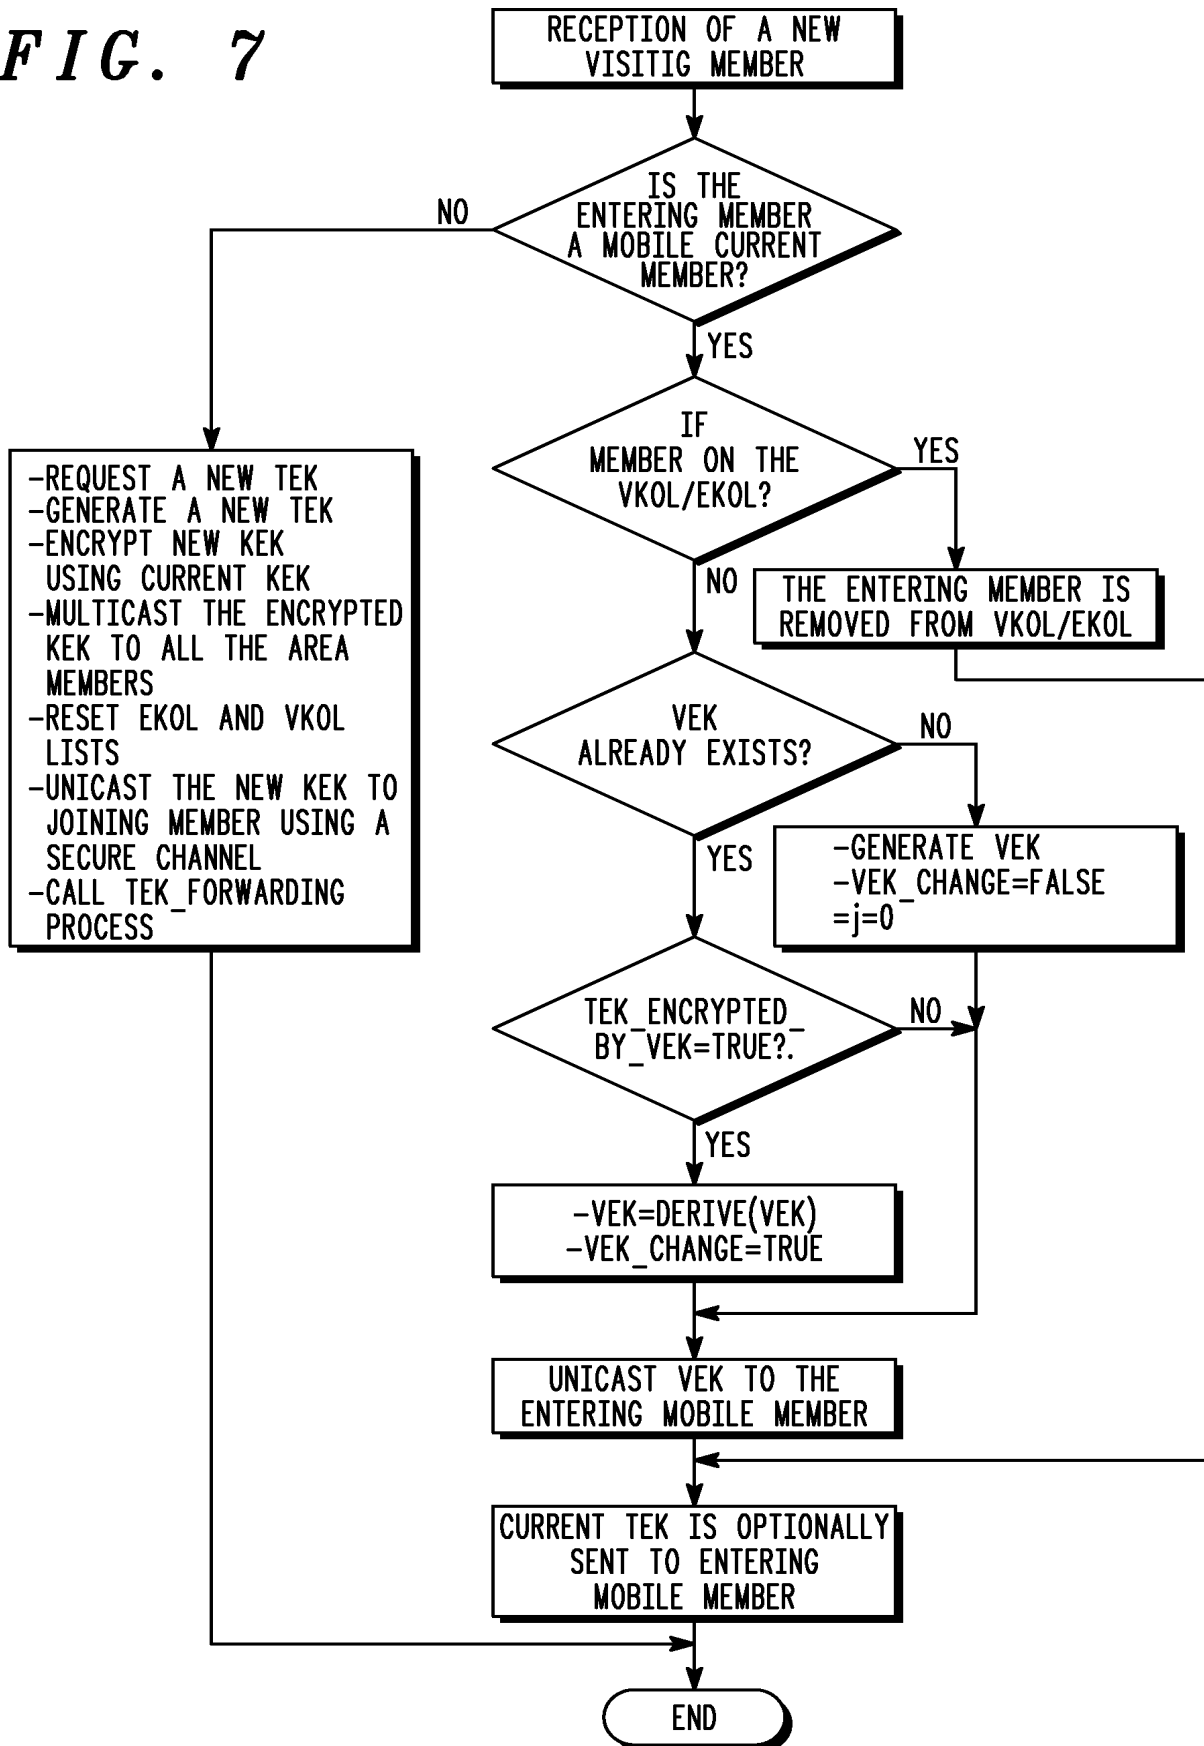 FIG. 7
RECEPTION OF A NEW
VISITIG MEMBER
IS THE
ENTERING MEMBER
A MOBILE CURRENT
MEMBER?
NO
YES
IF
MEMBER ON THE
VKOL/EKOL?
YES
NO
-REQUEST A NEW TEK
-GENERATE A NEW TEK
-ENCRYPT NEW KEK
USING CURRENT KEK
-MULTICAST THE ENCRYPTED
KEK TO ALL THE AREA
MEMBERS
-RESET EKOL AND VKOL
LISTS
-UNICAST THE NEW KEK TO
JOINING MEMBER USING A
SECURE CHANNEL
-CALL TEK_FORWARDING
PROCESS
THE ENTERING MEMBER IS
REMOVED FROM VKOL/EKOL
VEK
ALREADY EXISTS?
NO
YES
-GENERATE VEK
-VEK_CHANGE=FALSE
=j=0
TEK_ENCRYPTED_
BY_VEK=TRUE?.
NO
YES
-VEK=DERIVE(VEK)
-VEK_CHANGE=TRUE
UNICAST VEK TO THE
ENTERING MOBILE MEMBER
CURRENT TEK IS OPTIONALLY
SENT TO ENTERING
MOBILE MEMBER
END